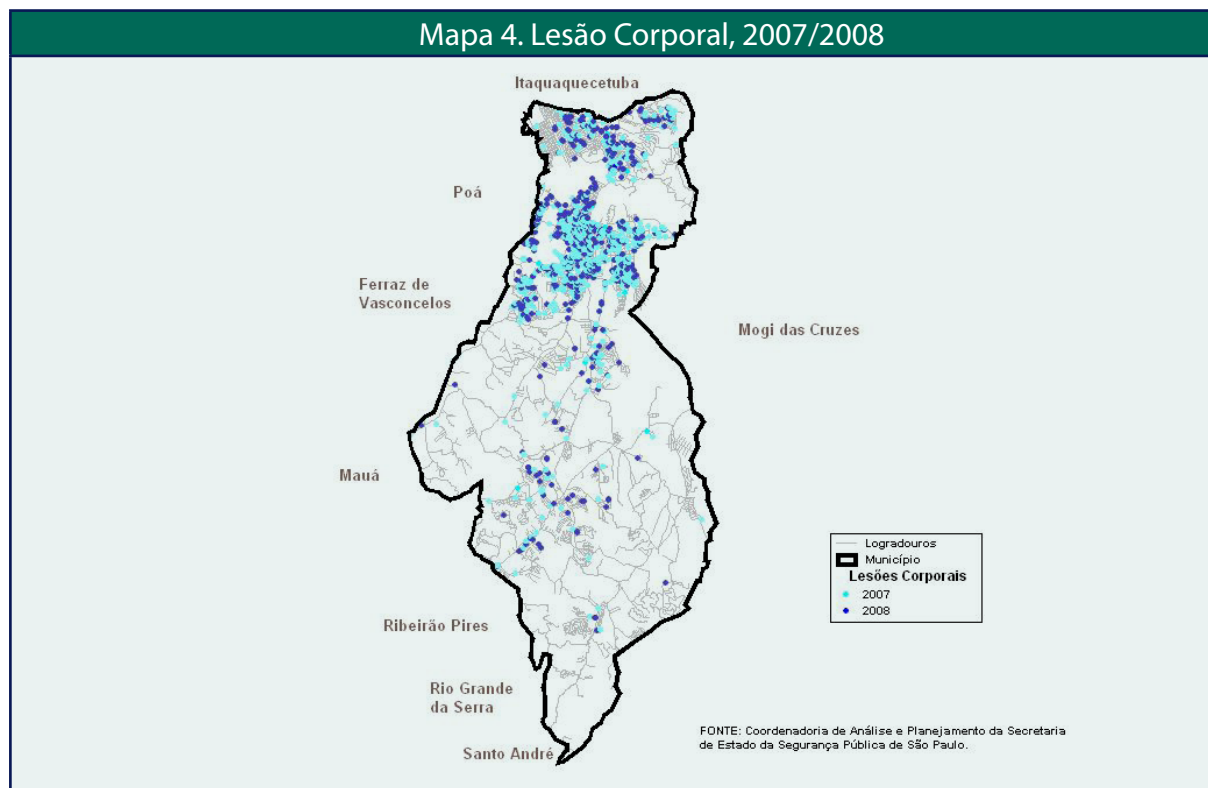 Mapa 4. Lesão Corporal, 2007/2008
Itaquaquecetuba
Poá
Ferraz de
Vasconcelos
Mogi das Cruzes
Mauá
Logradouros
Município
Lesões Corporais
2007
2008
Ribeirão Pires
Rio Grande
da Serra
Santo André
FONTE: Coordenadoria de Análise e Planejamento da Secretaria
de Estado da Segurança Pública de São Paulo.